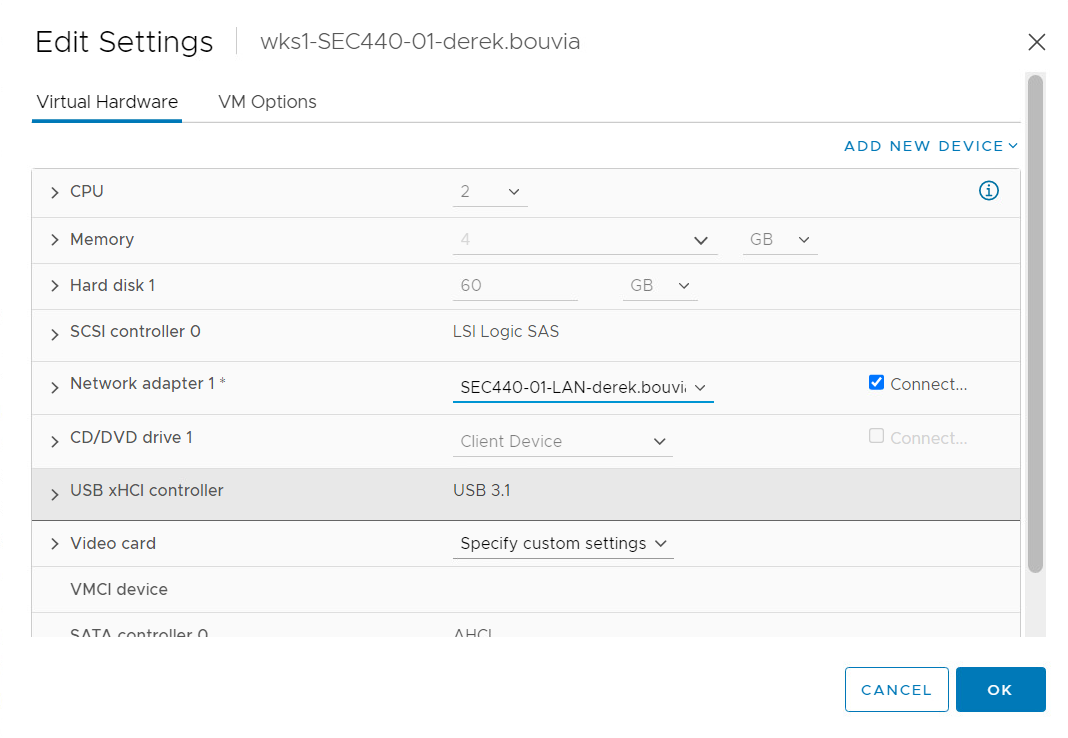 Edit Settings wks1-SEC440-01-derek.bouvia
Virtual Hardware VM Options
ADD NEW DEVICE
CPU 2
Memory 4 GB
Hard disk 1 60 GB
SCSI controller 0 LSI Logic SAS
Network adapter 1 * SEC440-01-LAN-derek.bouvi Connect...
CD/DVD drive 1 Client Device Connect...
USB xHCI controller USB 3.1
Video card Specify custom settings
VMCI device
SATA controller 0 AHCI
CANCEL OK